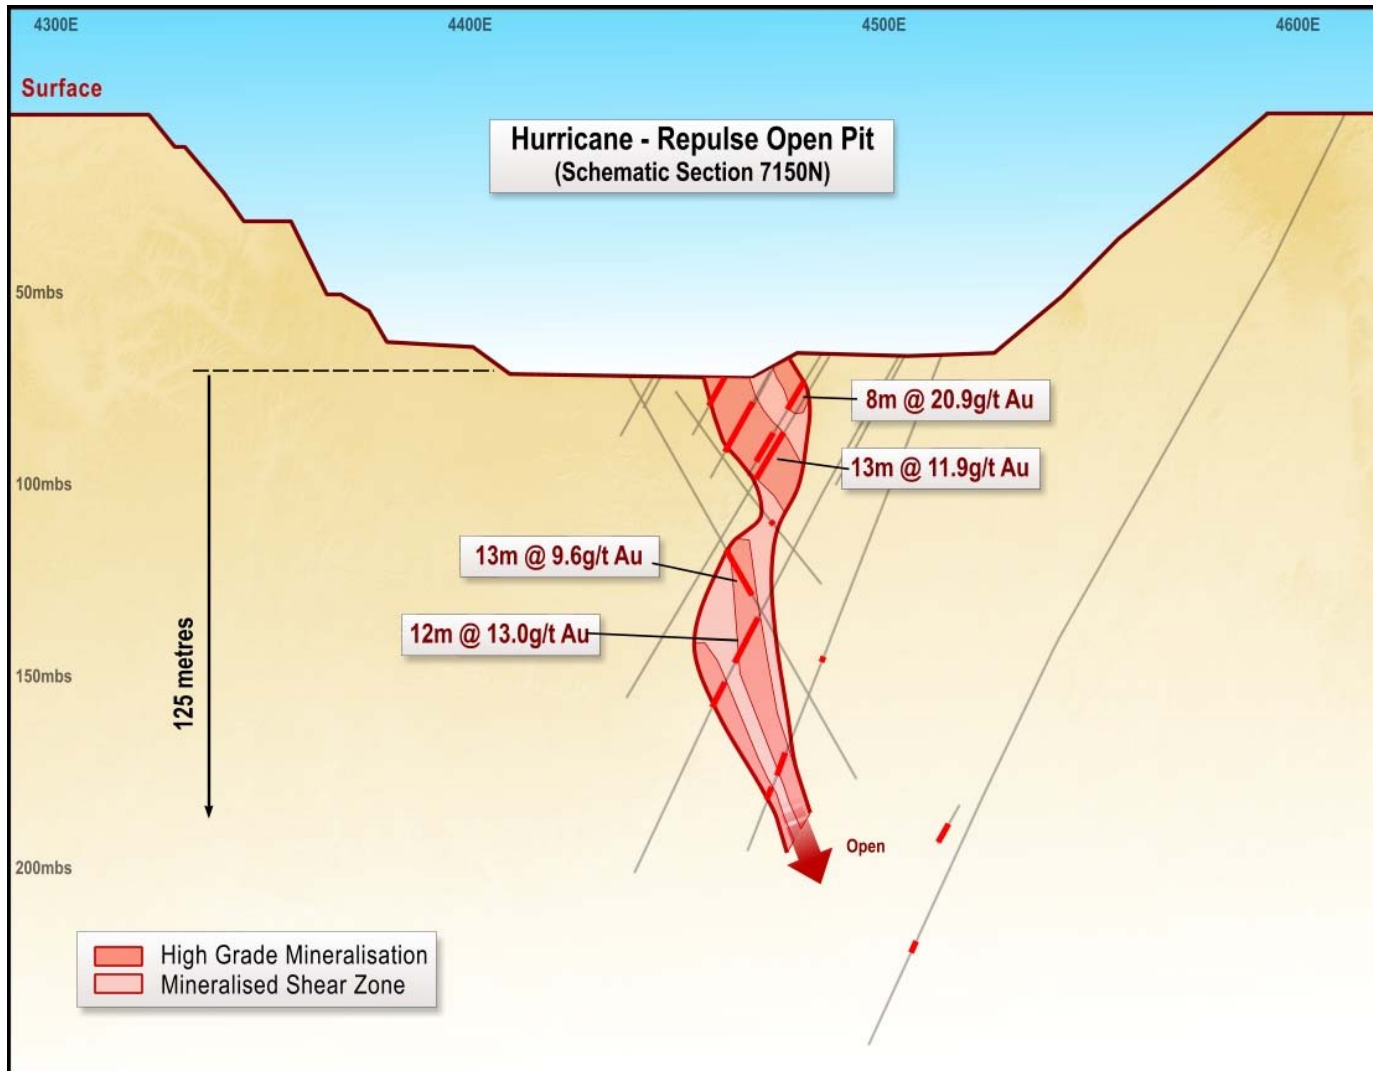 4300E
4400E
4500E
4600E
Surface
Hurricane - Repulse Open Pit
(Schematic Section 7150N)
50mbs
8m @ 20.9g/t Au
13m @ 11.9g/t Au
100mbs
13m @ 9.6g/t Au
12m @ 13.0g/t Au
125 metres
150mbs
Open
200mbs
High Grade Mineralisation
Mineralised Shear Zone